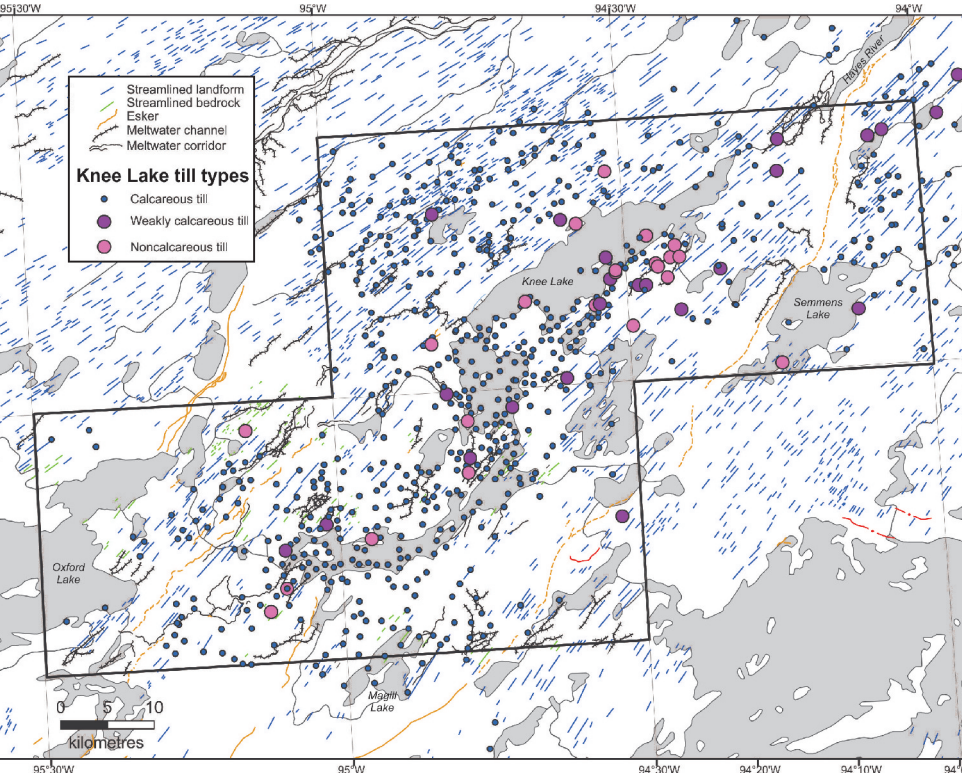 95°30'W 95°W 94°30'W 94°W
Hayes River
Streamlined landform
Streamlined bedrock
Esker
Meltwater channel
Meltwater corridor
Knee Lake till types
Calcareous till
Weakly calcareous till
Noncalcareous till
Knee Lake
Semmens
Lake
Oxford
Lake
Magill
Lake
0 5 10
kilometres
95°30'W 95°W 94°30'W 94°20'W 94°10'W 94°